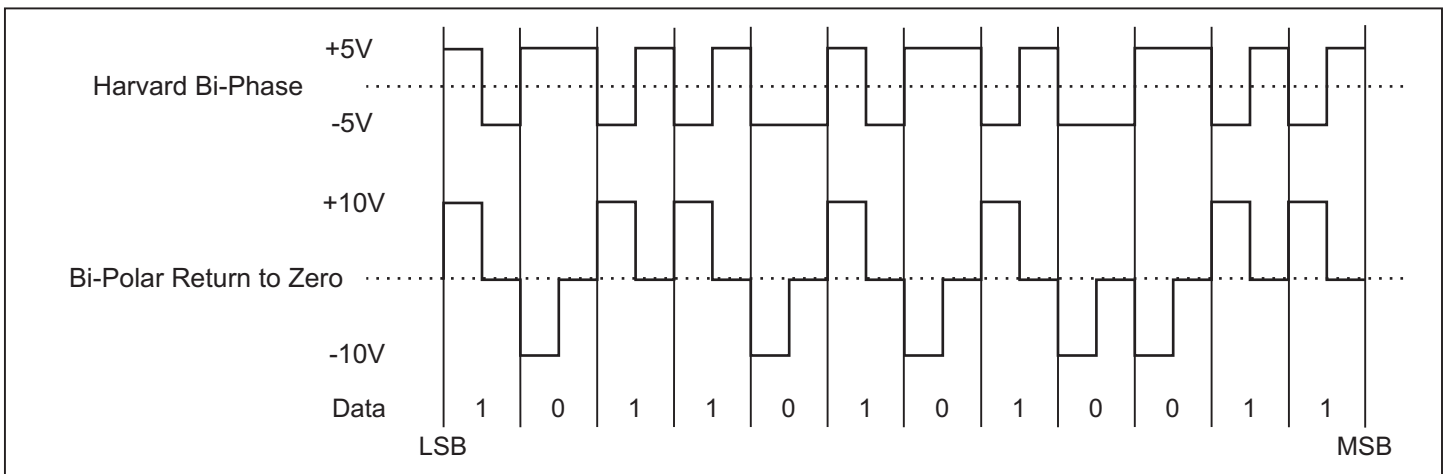 +5V
Harvard Bi-Phase
-5V
+10V
Bi-Polar Return to Zero
-10V
Data 1 0 1 1 0 1 0 1 0 0 1 1
LSB MSB